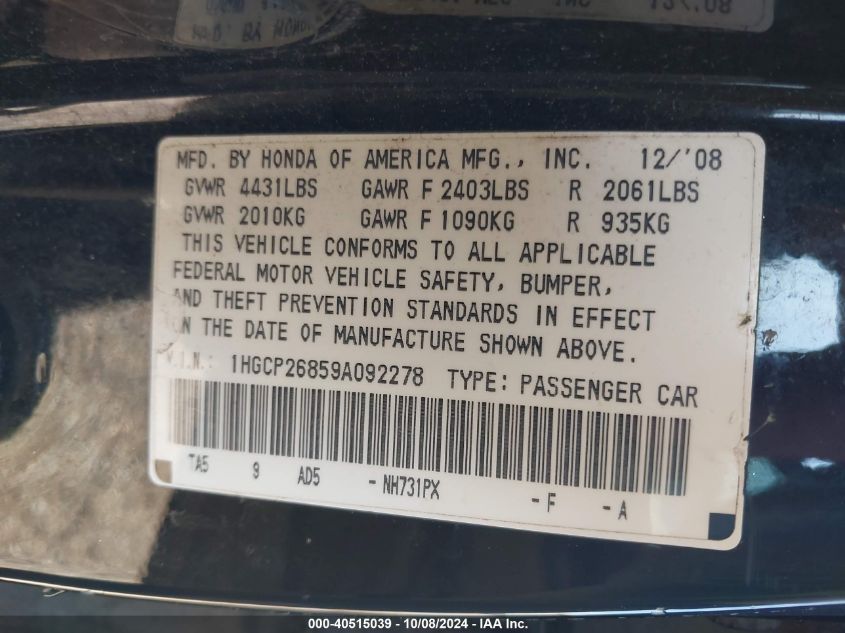 MFD. BY HONDA OF AMERICA MFG., INC. 12/'08
GVWR 4431LBS GAWR F 2403LBS R 2061LBS
GVWR 2010KG GAWR F 1090KG R 935KG
THIS VEHICLE CONFORMS TO ALL APPLICABLE
FEDERAL MOTOR VEHICLE SAFETY, BUMPER,
AND THEFT PREVENTION STANDARDS IN EFFECT
ON THE DATE OF MANUFACTURE SHOWN ABOVE.
V.I.N.: 1HGCP26859A092278 TYPE: PASSENGER CAR
TA5 9 AD5 - NH731PX - F - A
000-40515039 - 10/08/2024 - IAA Inc.